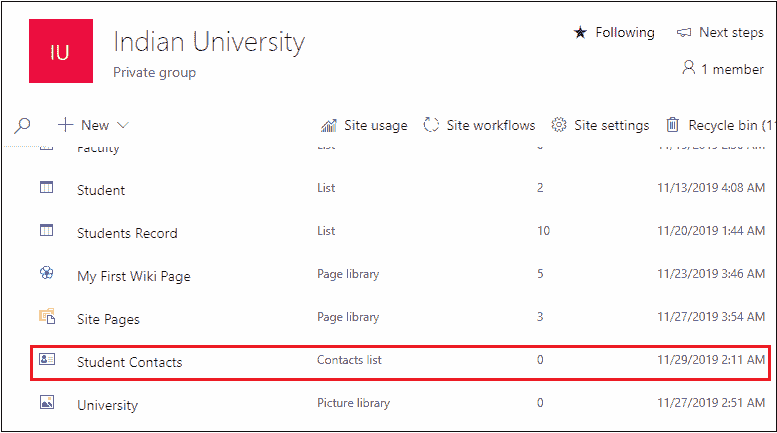 IU
Indian University
Private group
Following
Next steps
1 member
New
Site usage
Site workflows
Site settings
Recycle bin (11
Faculty List
Student List 2 11/13/2019 4:08 AM
Students Record List 10 11/20/2019 1:44 AM
My First Wiki Page Page library 5 11/23/2019 3:46 AM
Site Pages Page library 3 11/27/2019 3:54 AM
Student Contacts Contacts list 0 11/29/2019 2:11 AM
University Picture library 0 11/27/2019 2:51 AM